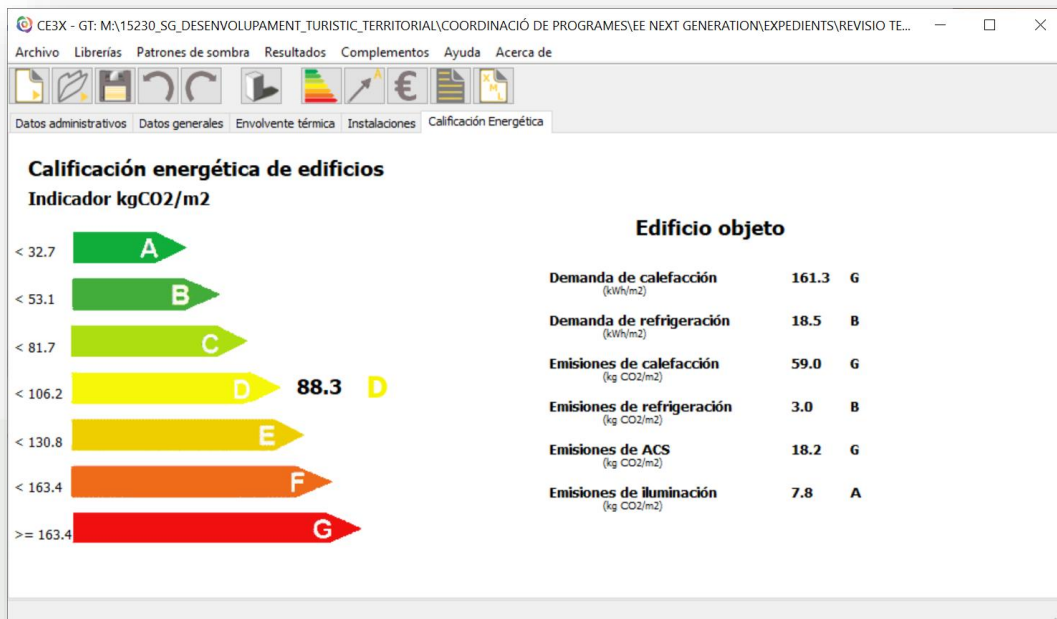 CE3X - GT: M:\15230_SG_DESENVOLUPAMENT_TURISTIC_TERRITORIAL\COORDINACIÓ DE PROGRAMES\EE NEXT GENERATION\EXPEDIENTS\REVISIO TE...
Archivo Librerías Patrones de sombra Resultados Complementos Ayuda Acerca de
A € XML
Datos administrativos Datos generales Envolvente térmica Instalaciones Calificación Energética
Calificación energética de edificios
Indicador kgCO2/m2
< 32.7 A
< 53.1 B
< 81.7 C
< 106.2 D 88.3 D
< 130.8 E
< 163.4 F
>= 163.4 G
Edificio objeto
Demanda de calefacción 161.3 G
(kWh/m2)
Demanda de refrigeración 18.5 B
(kWh/m2)
Emisiones de calefacción 59.0 G
(kg CO2/m2)
Emisiones de refrigeración 3.0 B
(kg CO2/m2)
Emisiones de ACS 18.2 G
(kg CO2/m2)
Emisiones de iluminación 7.8 A
(kg CO2/m2)